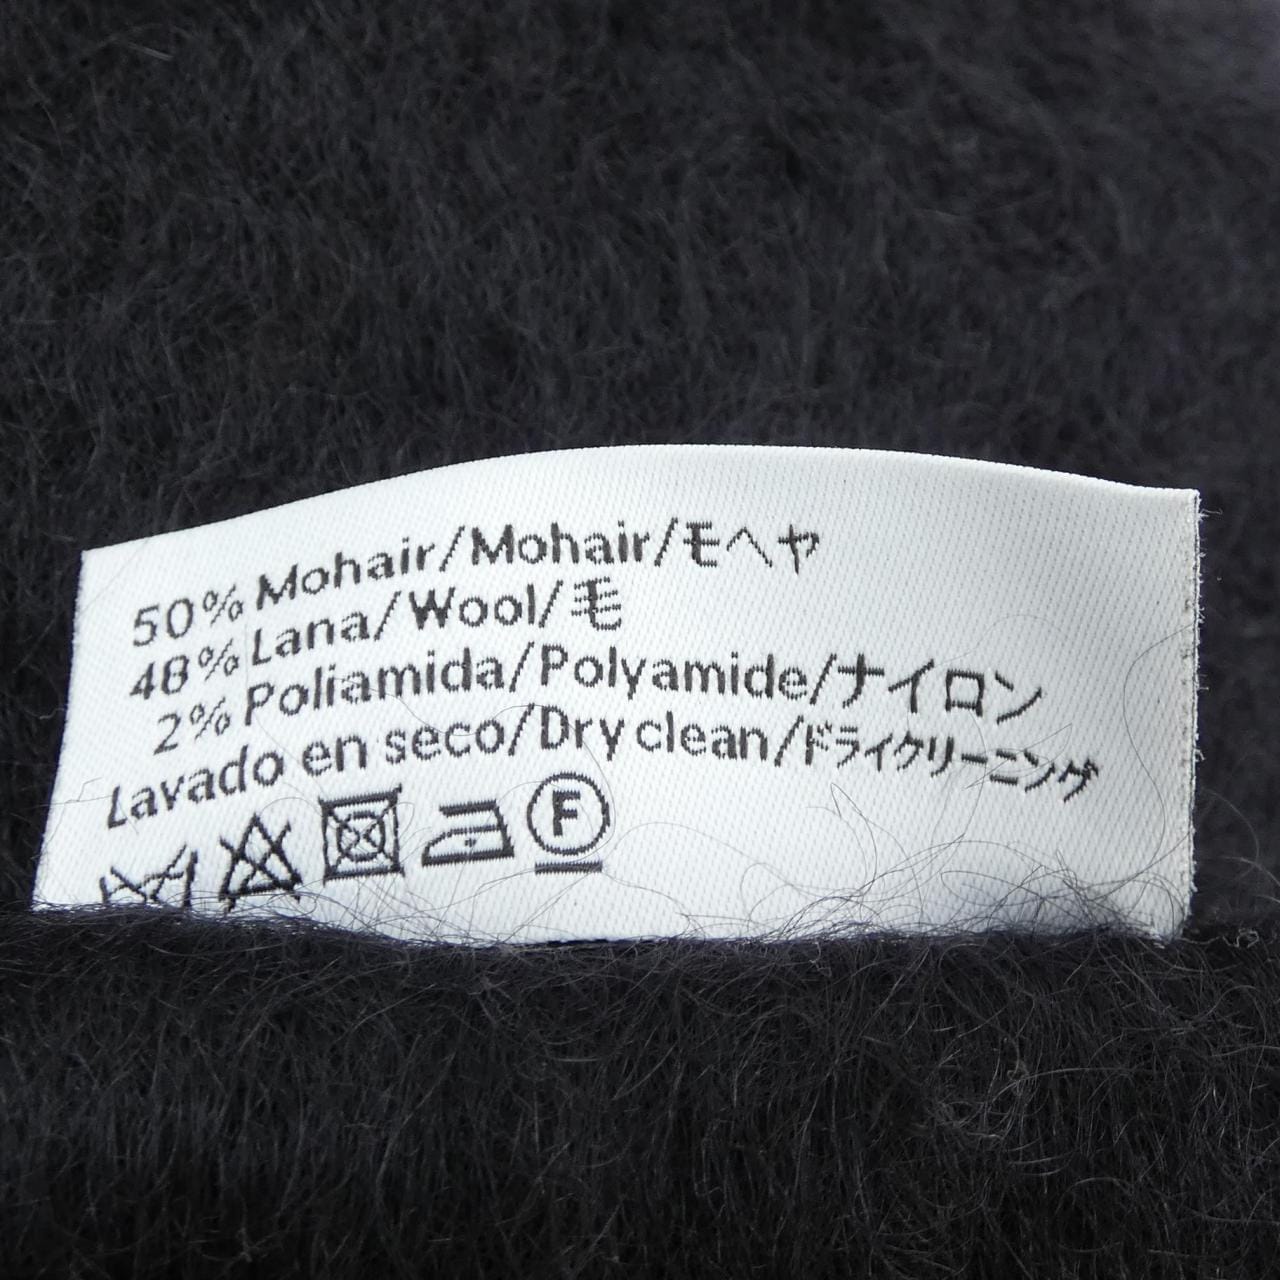 50% Mohair/Mohair/モヘヤ
48% Lana/Wool/毛
2% Poliamida/Polyamide/ナイロン
Lavado en seco/Dry clean/ドライクリーニング
F